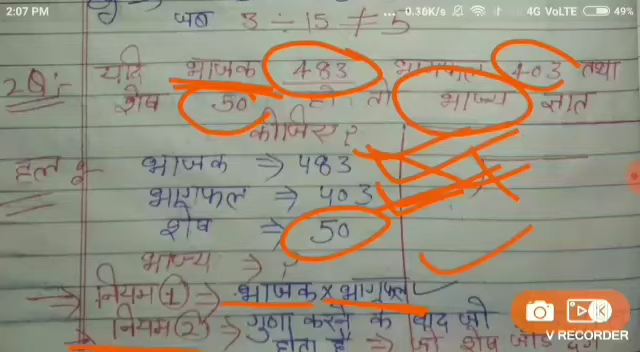 2:07 PM ...0.36K/s 4G VoLTE 49%
जब 3 ÷ 15 ≠ 5
2Q:- यदि भाजक 483 भागफल 403 तथा
शेष 50 हो तो भाज्य ज्ञात
कीजिए?
हल :- भाजक ⇒ 483
भागफल ⇒ 403
शेष ⇒ 50
भाज्य ⇒ ?
→ नियम ① ⇒ भाजक × भागफल
→ नियम ② ⇒ गुणा करने के बाद जो
होता है ⇒ जो शेष जोड़ देंगे
V RECORDER